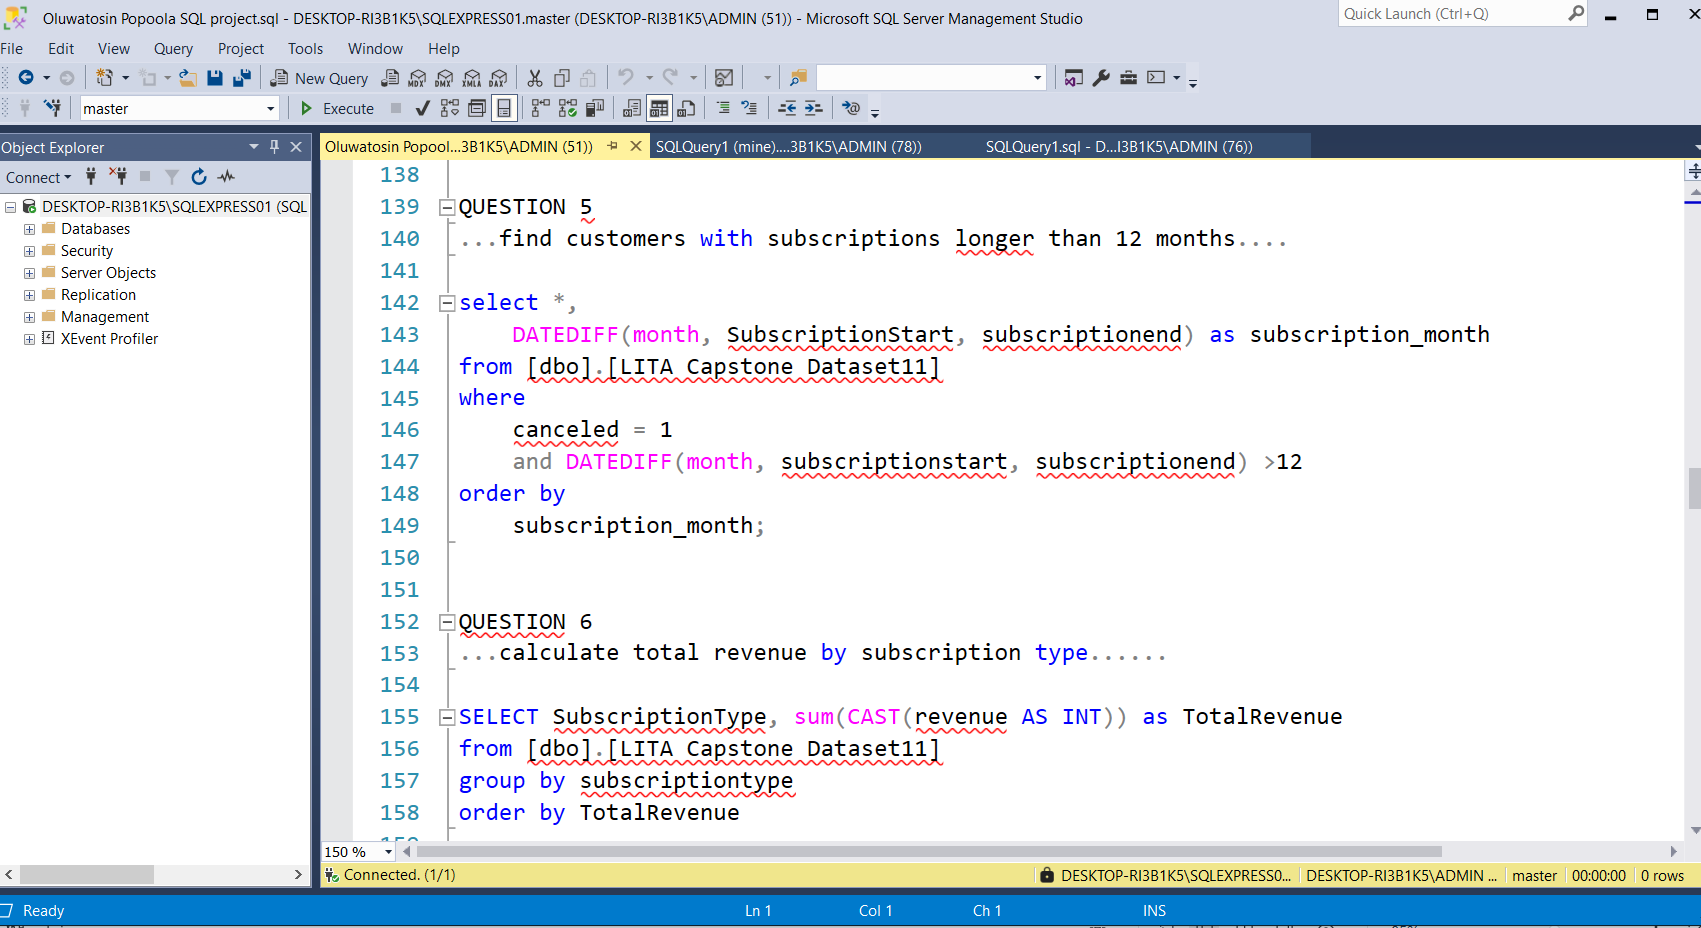 Oluwatosin Popoola SQL project.sql - DESKTOP-RI3B1K5\SQLEXPRESS01.master (DESKTOP-RI3B1K5\ADMIN (51)) - Microsoft SQL Server Management Studio
Quick Launch (Ctrl+Q)
File Edit View Query Project Tools Window Help
New Query MDX DMX XMLA DAX
master Execute
Object Explorer
Oluwatosin Popool...3B1K5\ADMIN (51)) SQLQuery1 (mine)....3B1K5\ADMIN (78)) SQLQuery1.sql - D...I3B1K5\ADMIN (76))
Connect
DESKTOP-RI3B1K5\SQLEXPRESS01 (SQL
Databases
Security
Server Objects
Replication
Management
XEvent Profiler
138
139 QUESTION 5
140 ...find customers with subscriptions longer than 12 months....
141
142 select *,
143 DATEDIFF(month, SubscriptionStart, subscriptionend) as subscription_month
144 from [dbo].[LITA Capstone Dataset11]
145 where
146 canceled = 1
147 and DATEDIFF(month, subscriptionstart, subscriptionend) >12
148 order by
149 subscription_month;
150
151
152 QUESTION 6
153 ...calculate total revenue by subscription type......
154
155 SELECT SubscriptionType, sum(CAST(revenue AS INT)) as TotalRevenue
156 from [dbo].[LITA Capstone Dataset11]
157 group by subscriptiontype
158 order by TotalRevenue
150 %
Connected. (1/1) DESKTOP-RI3B1K5\SQLEXPRESS0... DESKTOP-RI3B1K5\ADMIN ... master 00:00:00 0 rows
Ready Ln 1 Col 1 Ch 1 INS